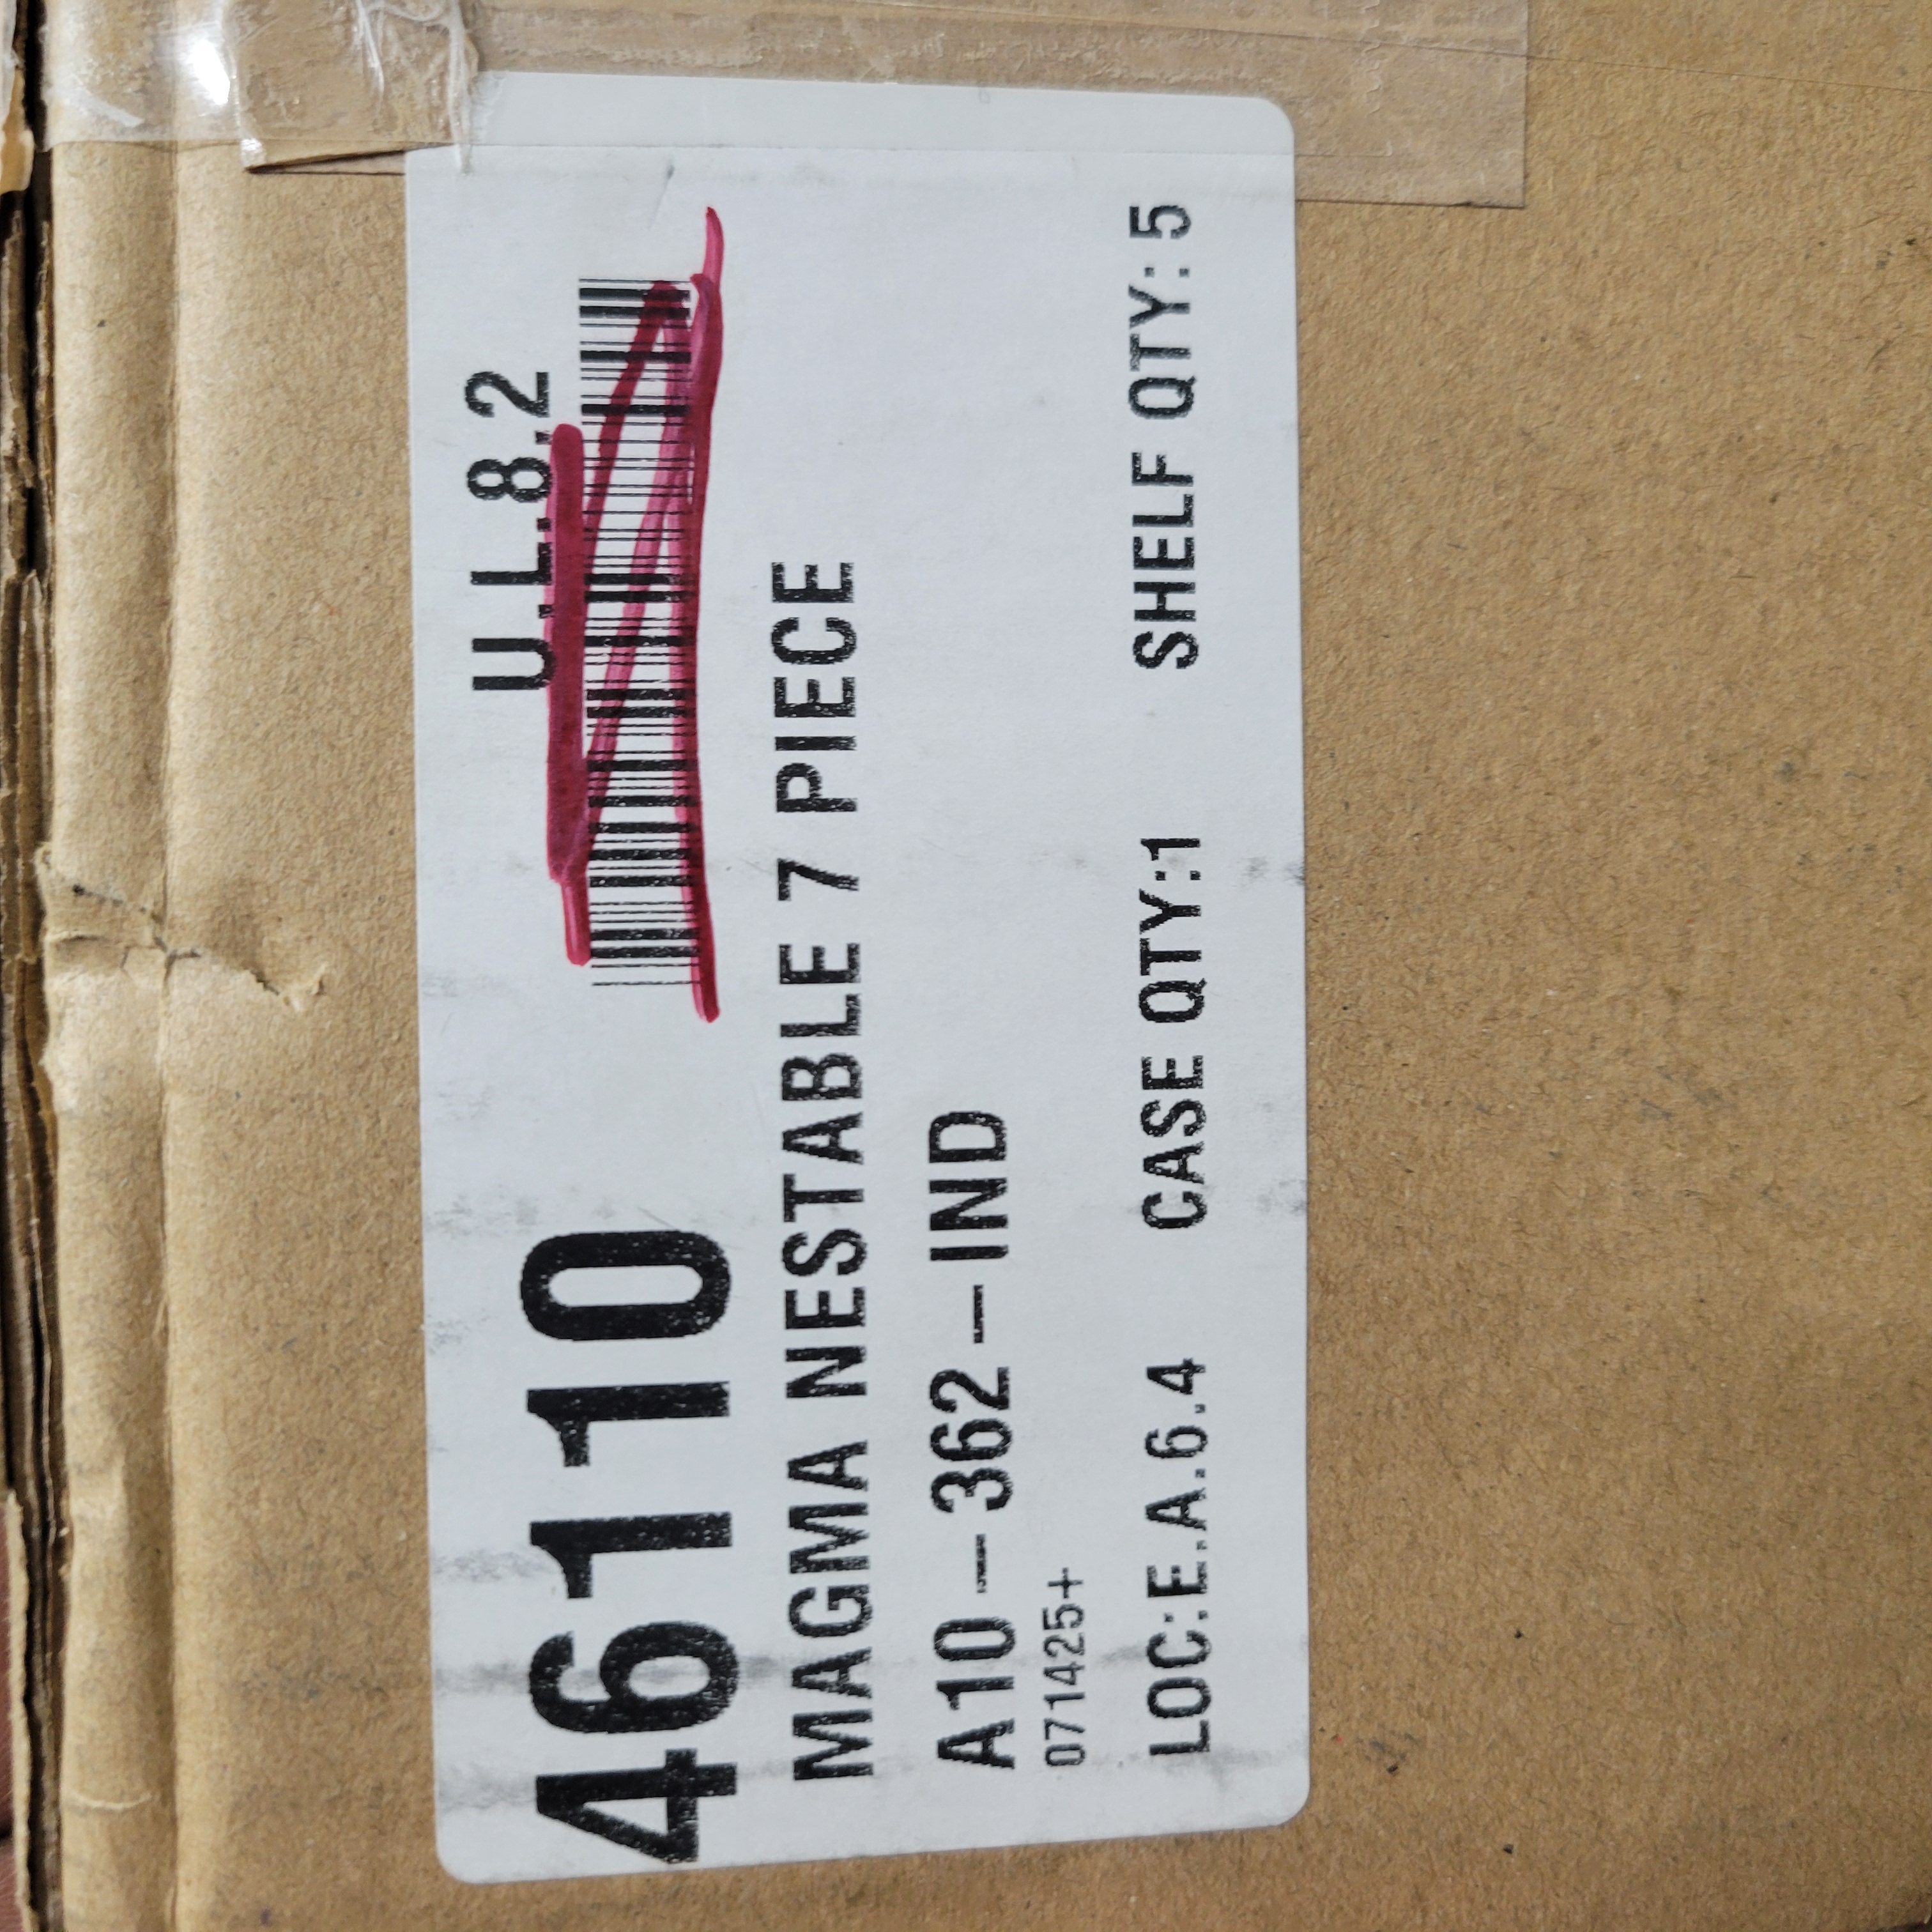 U.L.8.2
46110
MAGMA NESTABLE 7 PIECE
A10-362-IND
071425+
LOC:E.A.6.4 CASE QTY:1 SHELF QTY:5